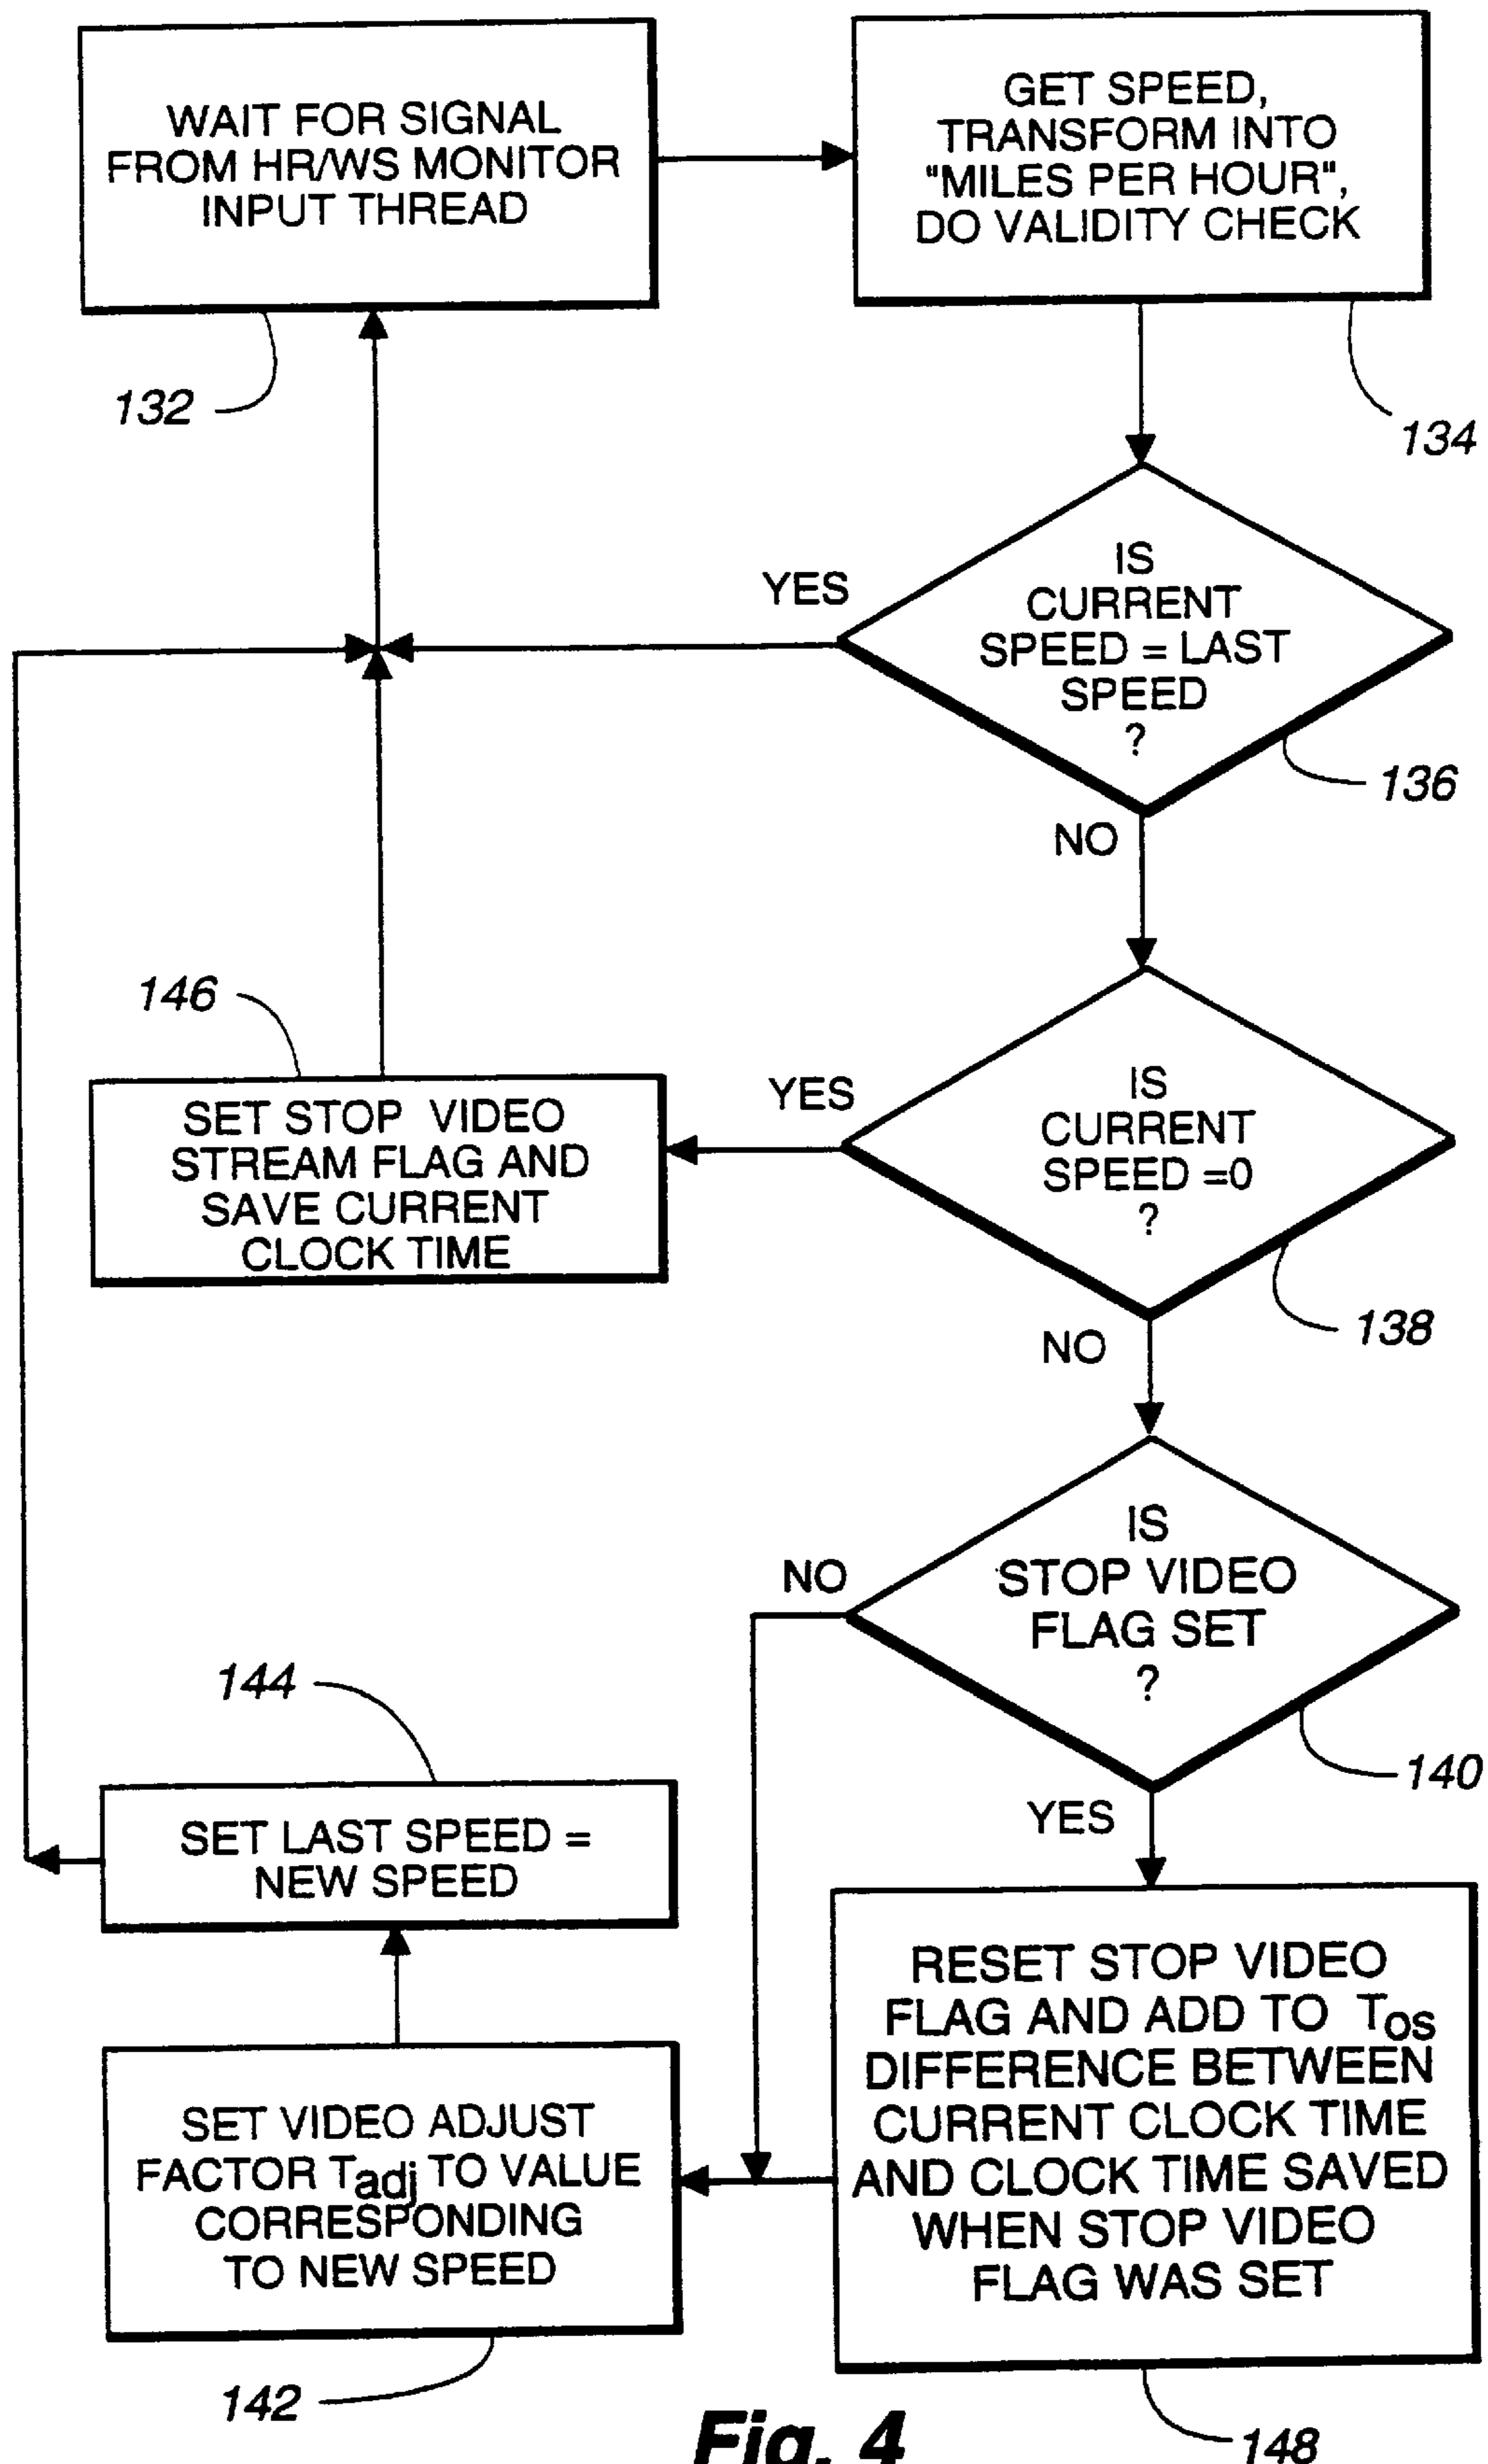 WAIT FOR SIGNAL
FROM HR/WS MONITOR
INPUT THREAD
132
GET SPEED,
TRANSFORM INTO
"MILES PER HOUR",
DO VALIDITY CHECK
134
IS
CURRENT
SPEED = LAST
SPEED
?
YES
136
NO
IS
CURRENT
SPEED =0
?
YES
138
NO
146
SET STOP VIDEO
STREAM FLAG AND
SAVE CURRENT
CLOCK TIME
IS
STOP VIDEO
FLAG SET
?
NO
140
YES
144
SET LAST SPEED =
NEW SPEED
RESET STOP VIDEO
FLAG AND ADD TO Tos
DIFFERENCE BETWEEN
CURRENT CLOCK TIME
AND CLOCK TIME SAVED
WHEN STOP VIDEO
FLAG WAS SET
148
SET VIDEO ADJUST
FACTOR Tadj TO VALUE
CORRESPONDING
TO NEW SPEED
142
Fig. 4